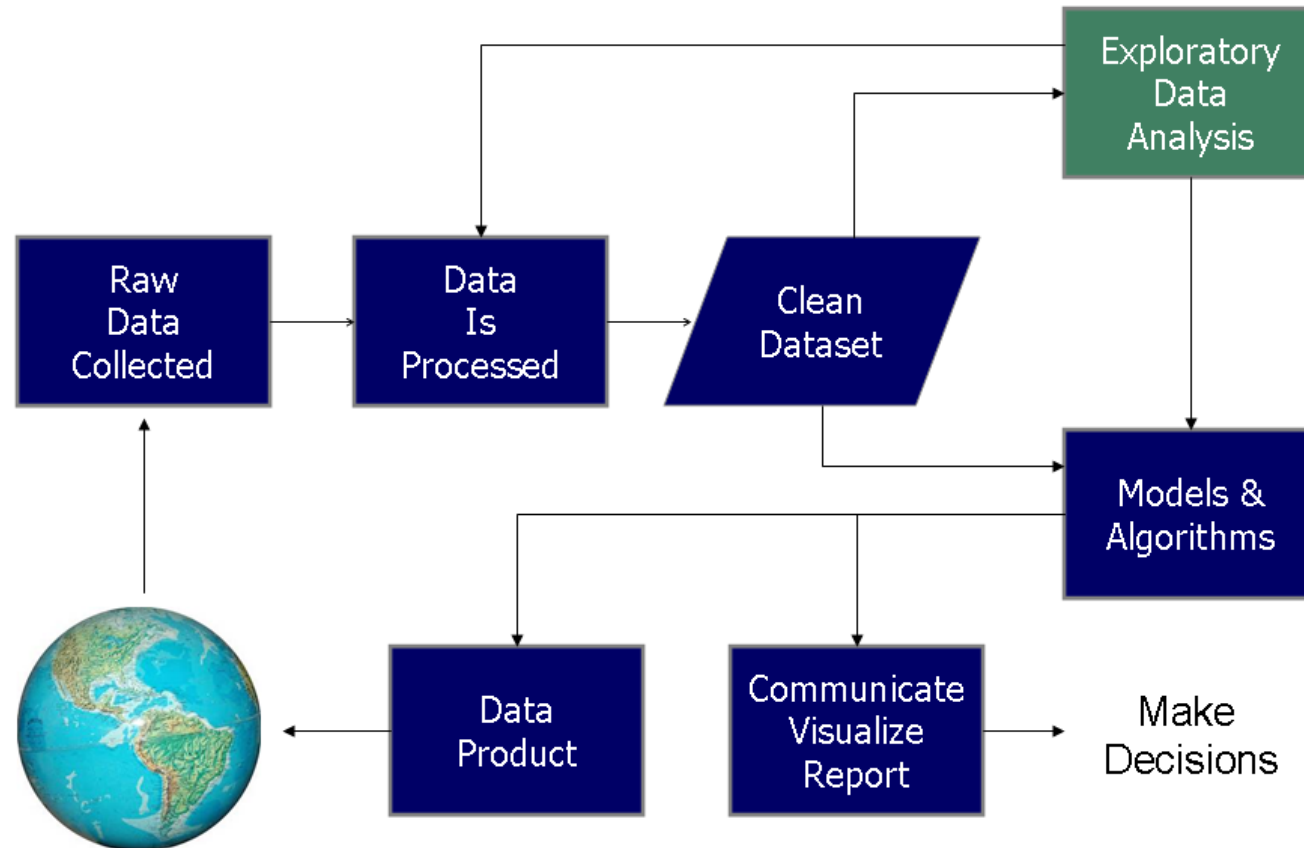 Exploratory
Data
Analysis
Raw
Data
Collected
Data
Is
Processed
Clean
Dataset
Models &
Algorithms
Data
Product
Communicate
Visualize
Report
Make
Decisions